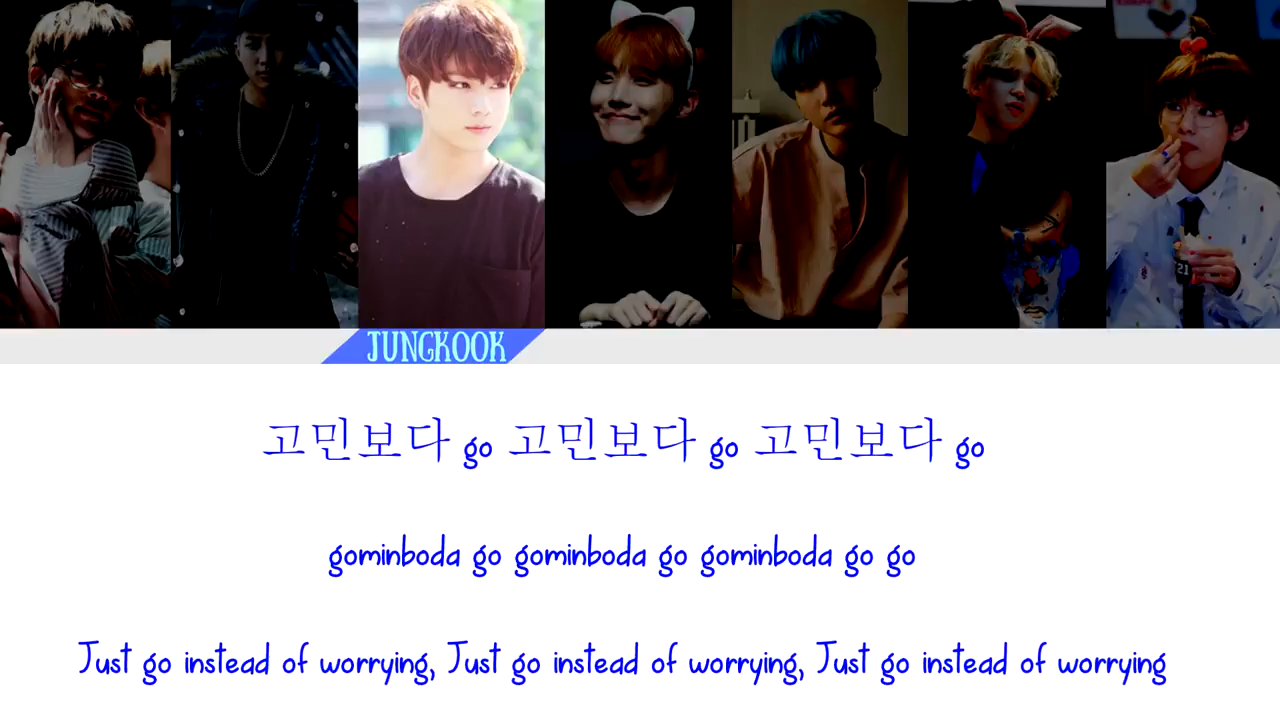 JUNGKOOK
고민보다 go 고민보다 go 고민보다 go
gominboda go gominboda go gominboda go go
Just go instead of worrying, Just go instead of worrying, Just go instead of worrying